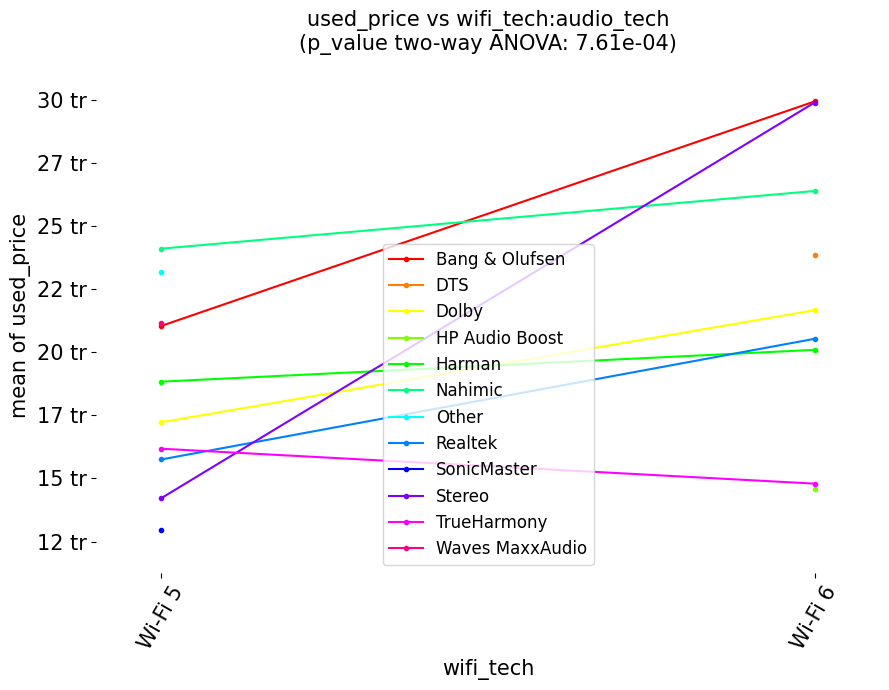 used_price vs wifi_tech:audio_tech
(p_value two-way ANOVA: 7.61e-04)
mean of used_price
30 tr
27 tr
25 tr
22 tr
20 tr
17 tr
15 tr
12 tr
Bang & Olufsen
DTS
Dolby
HP Audio Boost
Harman
Nahimic
Other
Realtek
SonicMaster
Stereo
TrueHarmony
Waves MaxxAudio
Wi-Fi 5
Wi-Fi 6
wifi_tech